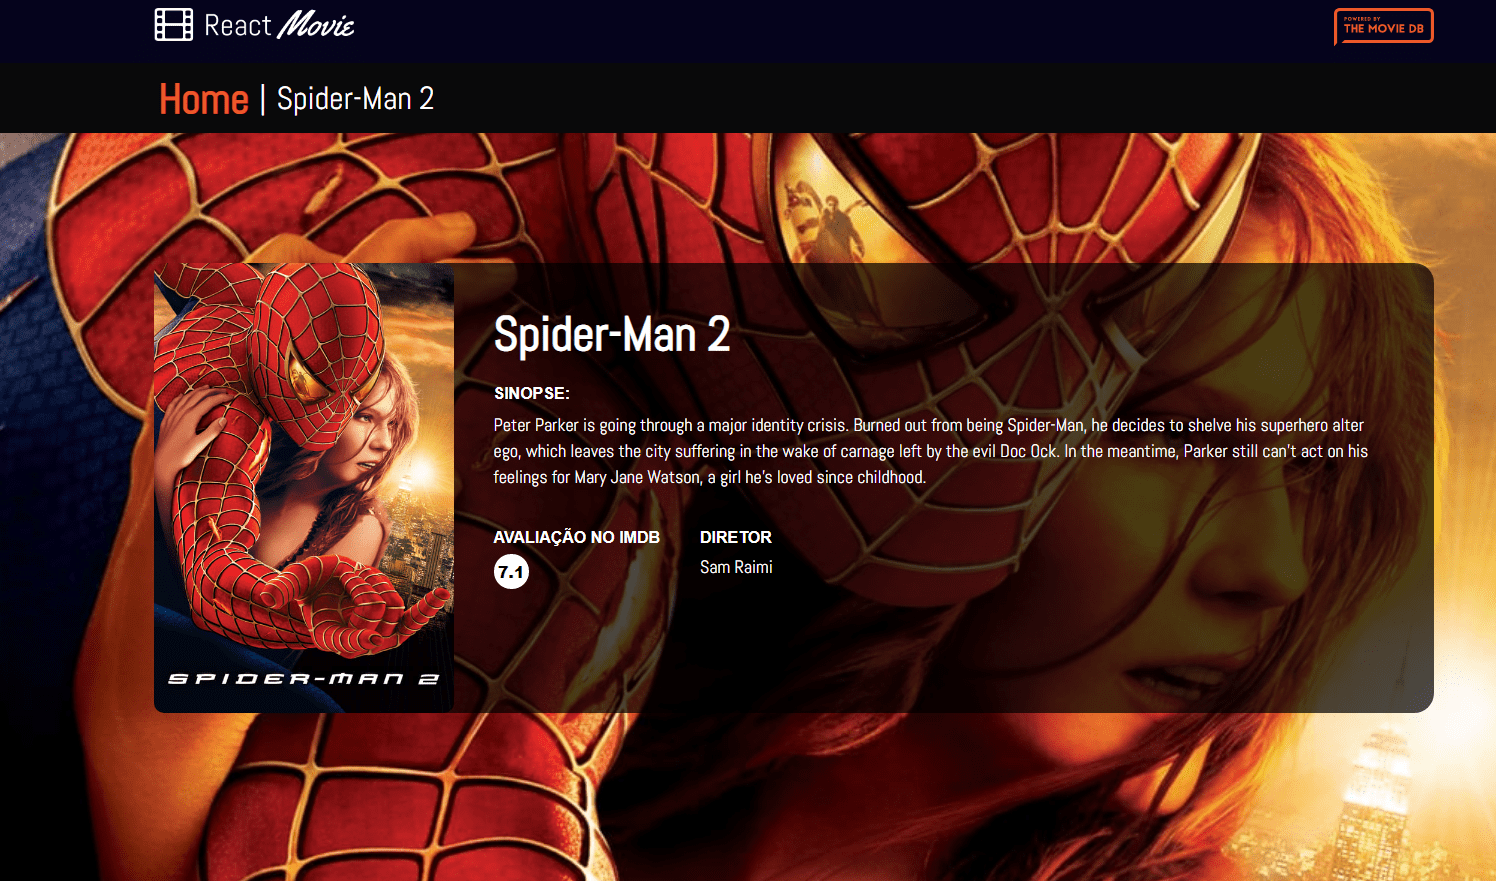 React Movie
POWERED BY
THE MOVIE DB
Home | Spider-Man 2
Spider-Man 2
SINOPSE:
Peter Parker is going through a major identity crisis. Burned out from being Spider-Man, he decides to shelve his superhero alter
ego, which leaves the city suffering in the wake of carnage left by the evil Doc Ock. In the meantime, Parker still can't act on his
feelings for Mary Jane Watson, a girl he's loved since childhood.
AVALIAÇÃO NO IMDB
DIRETOR
7.1
Sam Raimi
SPIDER-MAN 2